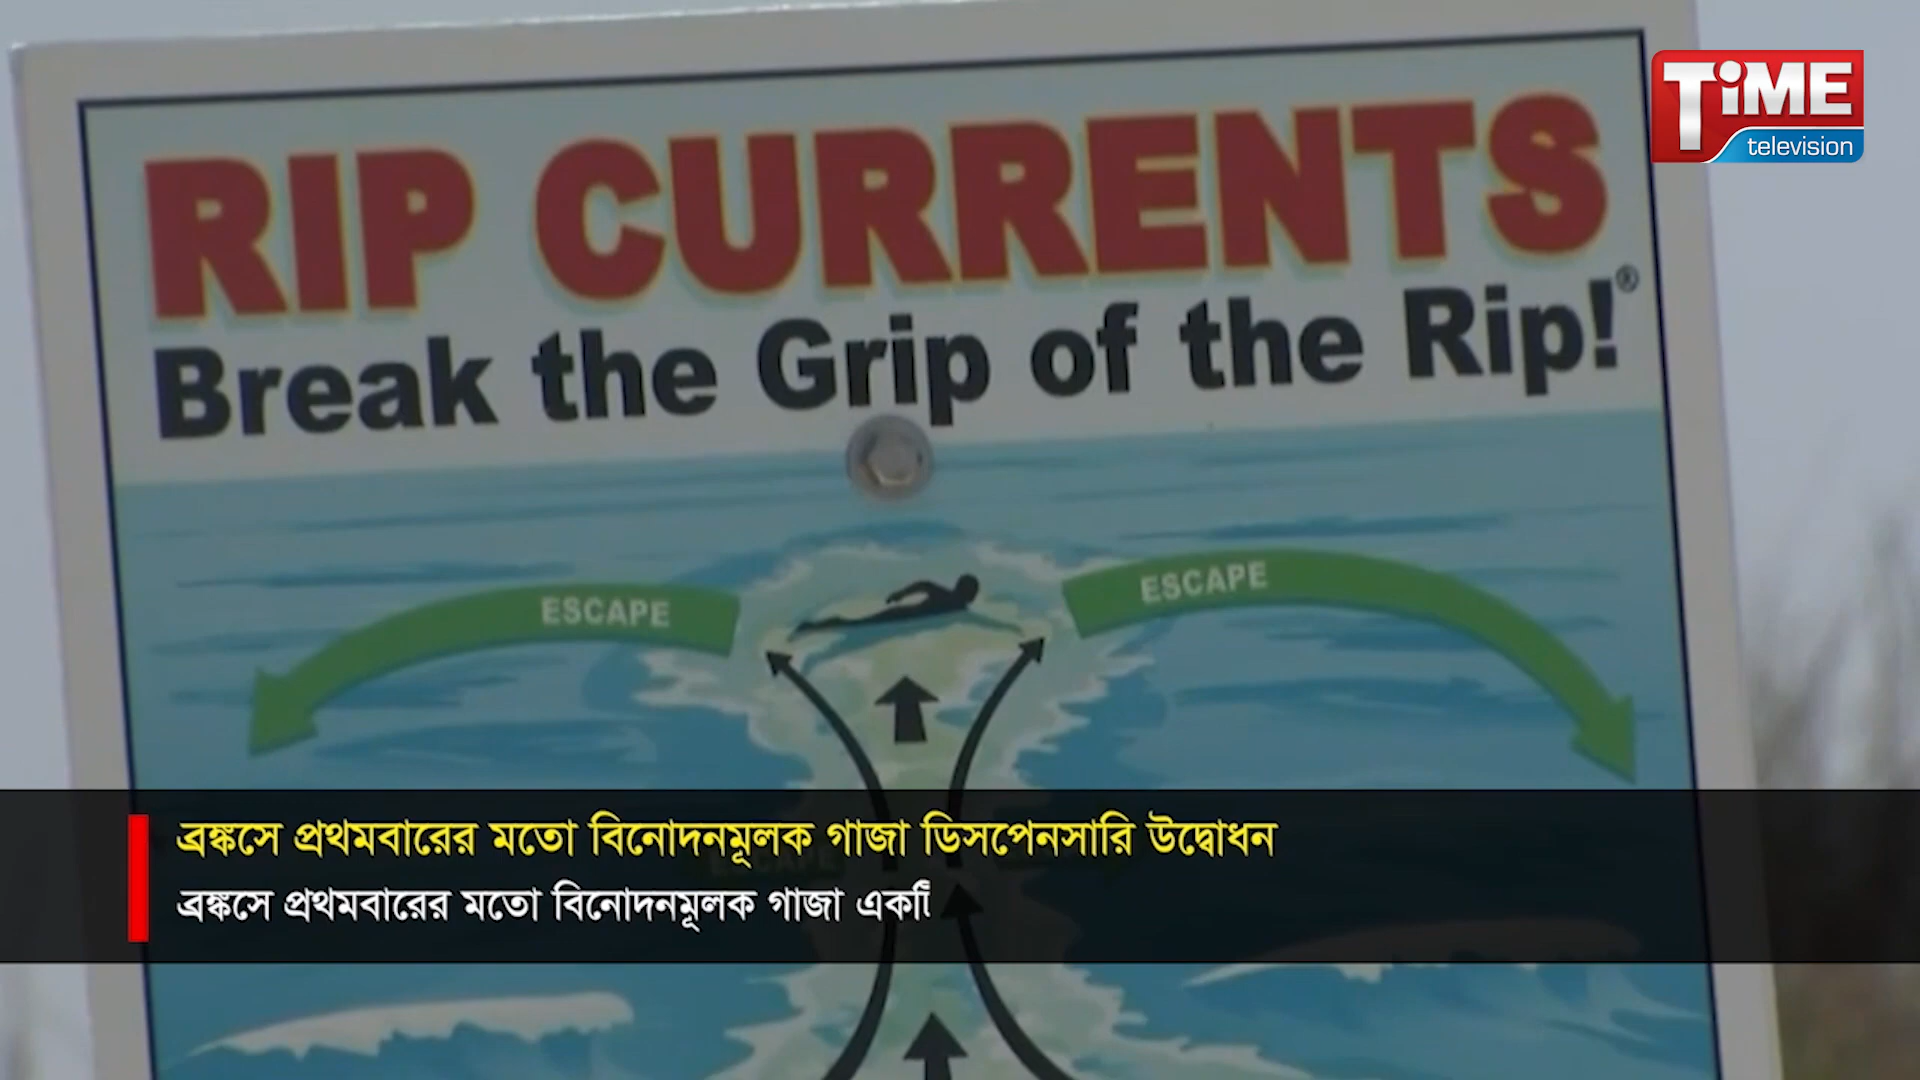 TiME
television
RIP CURRENTS
Break the Grip of the Rip!®
ESCAPE
ESCAPE
ব্রঙ্কসে প্রথমবারের মতো বিনোদনমূলক গাজা ডিসপেনসারি উদ্বোধন
ব্রঙ্কসে প্রথমবারের মতো বিনোদনমূলক গাজা একটি